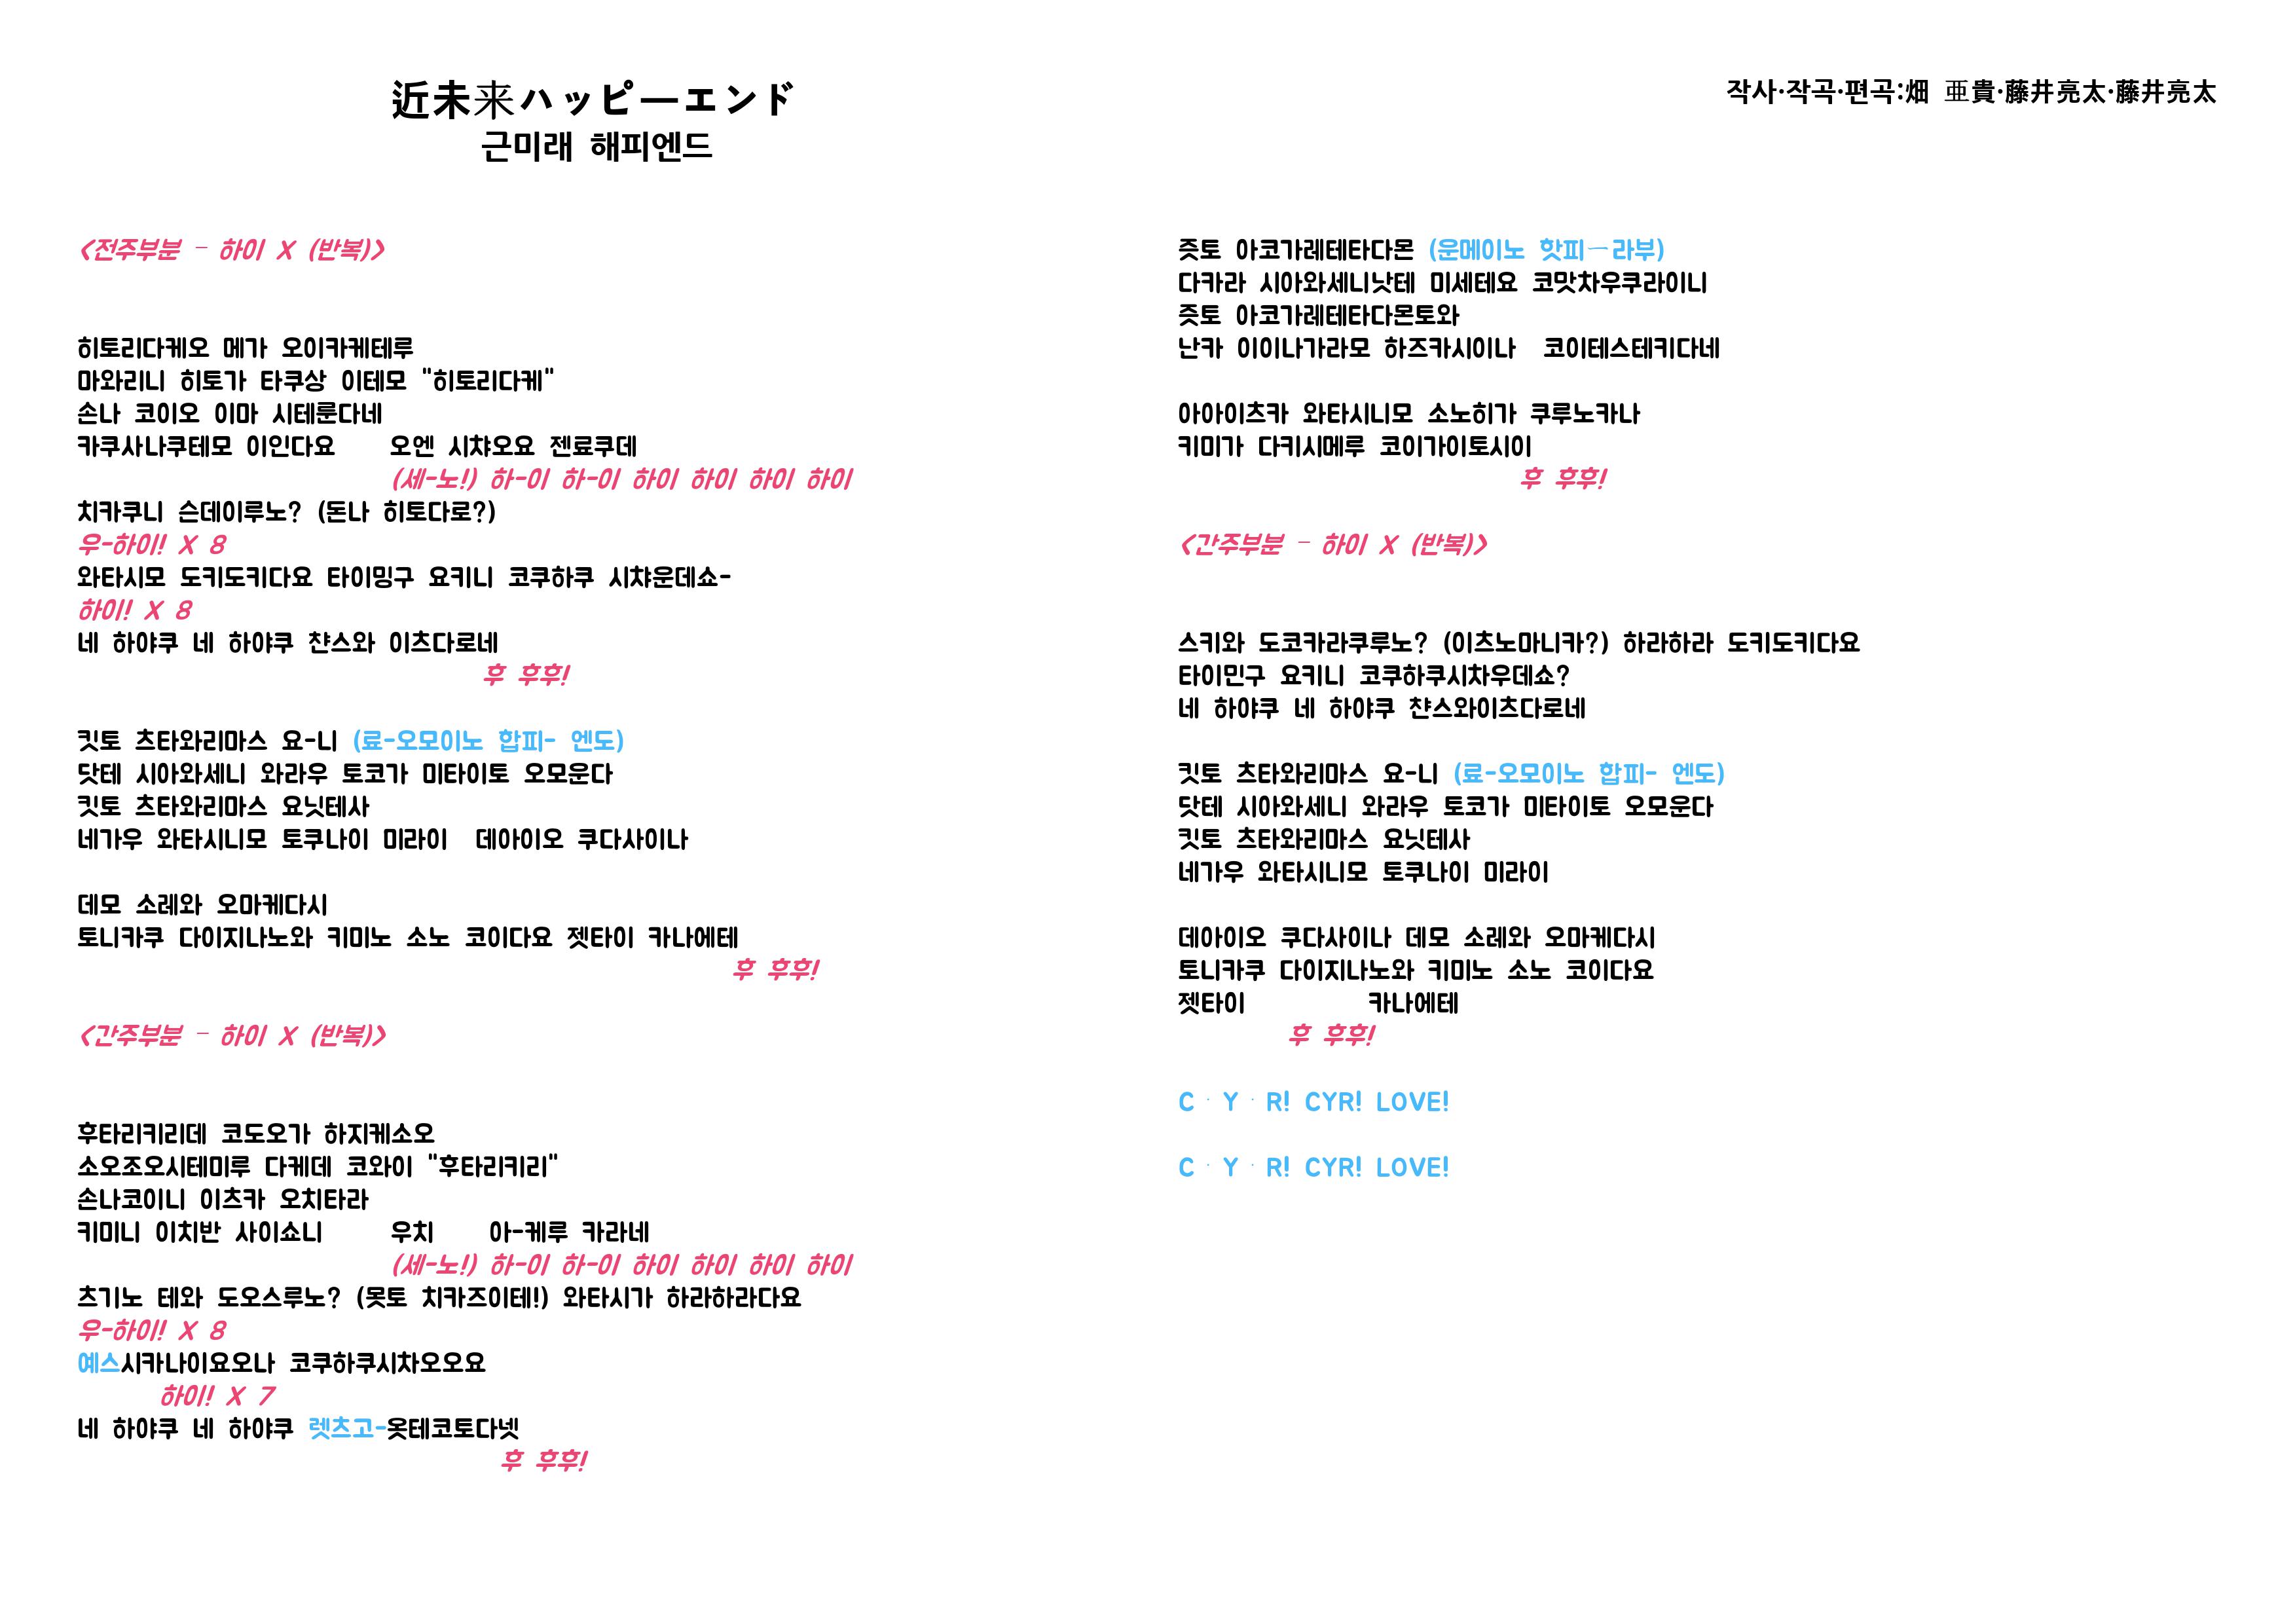 近未来ハッピーエンド
근미래 해피엔드
작사·작곡·편곡:畑 亜貴·藤井亮太·藤井亮太
<전주부분 - 하이 X (반복)>
히토리다케오 메가 오이카케테루
마와리니 히토가 타쿠상 이테모 "히토리다케"
손나 코이오 이마 시테룬다네
카쿠사나쿠테모 이인다요 오엔 시챠오요 젠료쿠데
(세-노!) 하-이 하-이 하이 하이 하이 하이
치카쿠니 슨데이루노? (돈나 히토다로?)
우-하이! X 8
와타시모 도키도키다요 타이밍구 요키니 코쿠하쿠 시챠운데쇼-
하이! X 8
네 하야쿠 네 하야쿠 챤스와 이츠다로네
후 후후!
킷토 츠타와리마스 요-니 (료-오모이노 합피- 엔도)
닷테 시아와세니 와라우 토코가 미타이토 오모운다
킷토 츠타와리마스 요닛테사
네가우 와타시니모 토쿠나이 미라이 데아이오 쿠다사이나
데모 소레와 오마케다시
토니카쿠 다이지나노와 키미노 소노 코이다요 젯타이 카나에테
후 후후!
<간주부분 - 하이 X (반복)>
후타리키리데 코도오가 하지케소오
소오조오시테미루 다케데 코와이 "후타리키리"
손나코이니 이츠카 오치타라
키미니 이치반 사이쇼니 우치 아-케루 카라네
(세-노!) 하-이 하-이 하이 하이 하이 하이
츠기노 테와 도오스루노? (못토 치카즈이테!) 와타시가 하라하라다요
우-하이! X 8
예스시카나이요오나 코쿠하쿠시차오오요
하이! X 7
네 하야쿠 네 하야쿠 렛츠고-옷테코토다넷
후 후후!
즛토 아코가레테타다몬 (운메이노 핫피ー라부)
다카라 시아와세니낫테 미세테요 코맛차우쿠라이니
즛토 아코가레테타다몬토와
난카 이이나가라모 하즈카시이나 코이테스테키다네
아아이츠카 와타시니모 소노히가 쿠루노카나
키미가 다키시메루 코이가이토시이
후 후후!
<간주부분 - 하이 X (반복)>
스키와 도코카라쿠루노? (이츠노마니카?) 하라하라 도키도키다요
타이민구 요키니 코쿠하쿠시차우데쇼?
네 하야쿠 네 하야쿠 챤스와이츠다로네
킷토 츠타와리마스 요-니 (료-오모이노 합피- 엔도)
닷테 시아와세니 와라우 토코가 미타이토 오모운다
킷토 츠타와리마스 요닛테사
네가우 와타시니모 토쿠나이 미라이
데아이오 쿠다사이나 데모 소레와 오마케다시
토니카쿠 다이지나노와 키미노 소노 코이다요
젯타이 카나에테
후 후후!
C · Y · R! CYR! LOVE!
C · Y · R! CYR! LOVE!